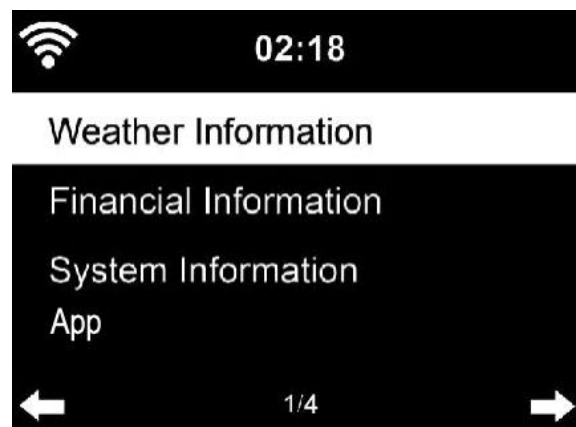 02:18
Weather Information
Financial Information
System Information
App
1/4